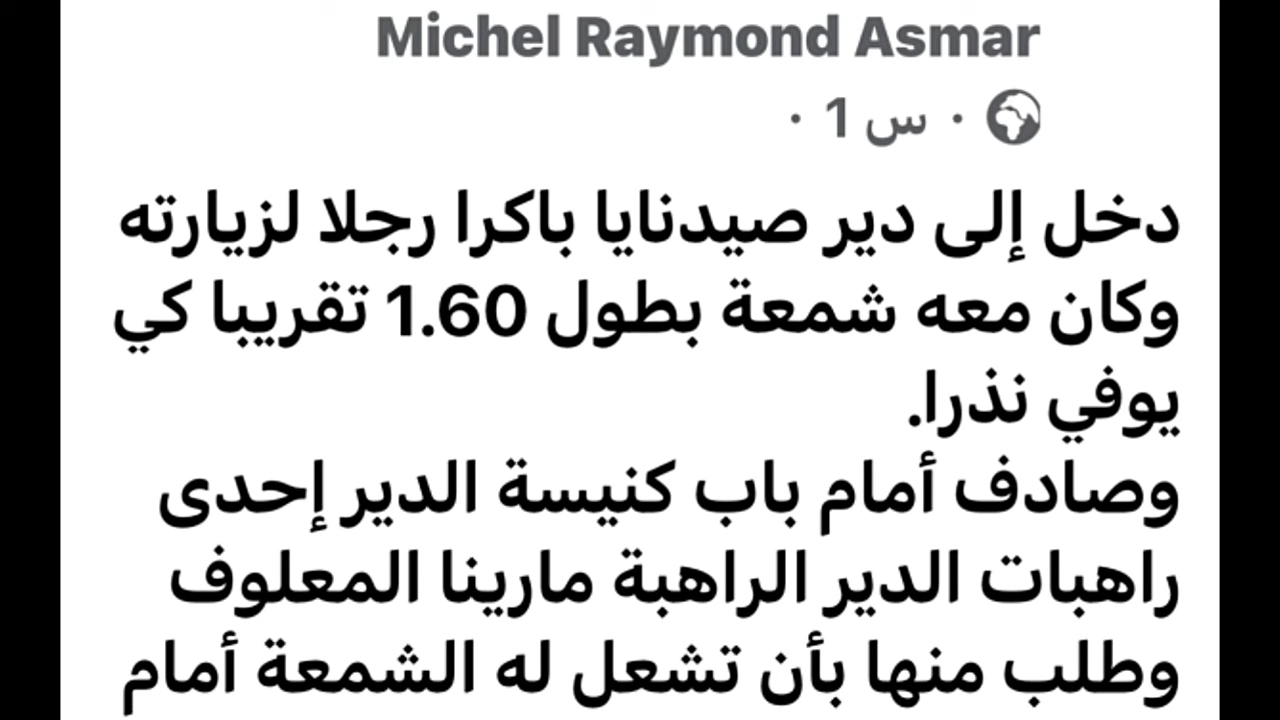 Michel Raymond Asmar
س 1 ·  ·
دخل إلى دير صيدنايا باكرا رجلا لزيارته
وكان معه شمعة بطول 1.60 تقريبا كي
يوفي نذرا.
وصادف أمام باب كنيسة الدير إحدى
راهبات الدير الراهبة مارينا المعلوف
وطلب منها بأن تشعل له الشمعة أمام